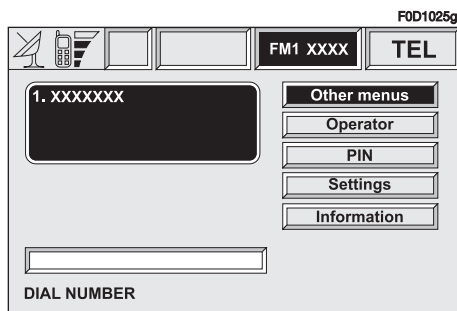 F0D1025g
FM1 XXXX
TEL
1. XXXXXXX
Other menus
Operator
PIN
Settings
Information
DIAL NUMBER